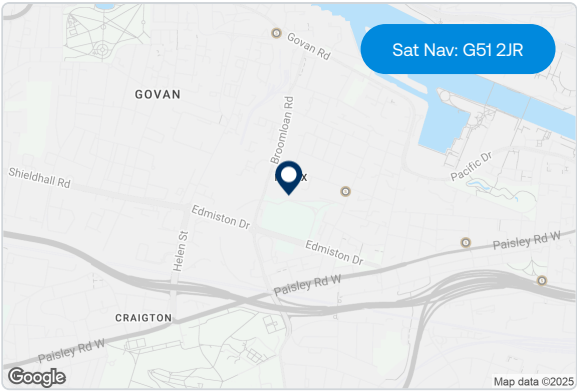 Sat Nav: G51 2JR
Govan Rd
GOVAN
Broomloan Rd
Pacific Dr
Shieldhall Rd
Edmiston Dr
Helen St
Edmiston Dr
Paisley Rd W
Paisley Rd W
CRAIGTON
Paisley Rd W
Google
Map data ©2025